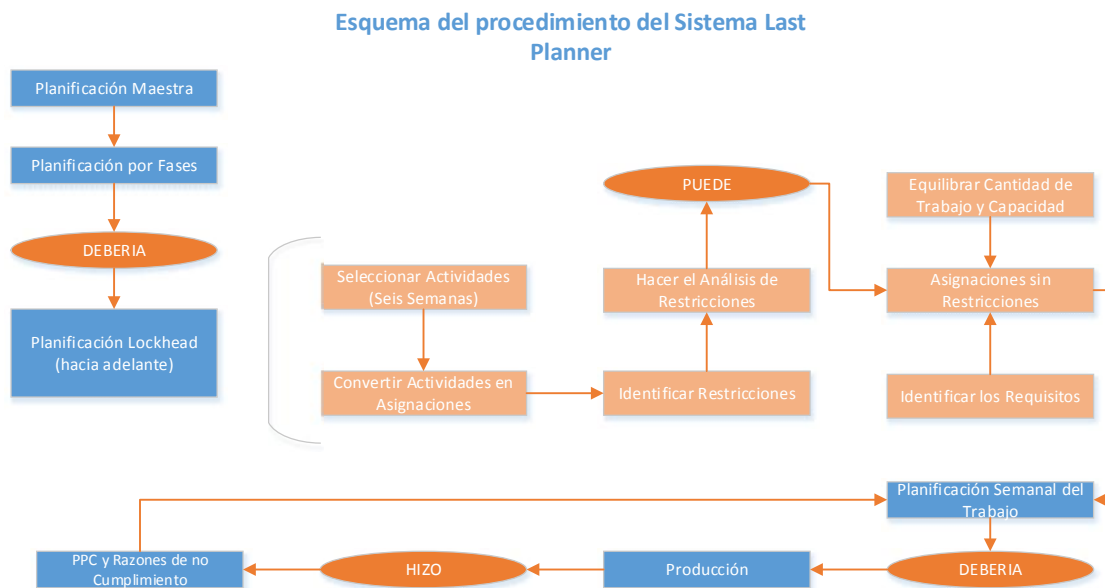 Esquema del procedimiento del Sistema Last
Planner
Planificación Maestra
Planificación por Fases
DEBERIA
Planificación Lockhead
(hacia adelante)
Seleccionar Actividades
(Seis Semanas)
Convertir Actividades en
Asignaciones
Identificar Restricciones
Hacer el Análisis de
Restricciones
PUEDE
Equilibrar Cantidad de
Trabajo y Capacidad
Asignaciones sin
Restricciones
Identificar los Requisitos
Planificación Semanal del
Trabajo
DEBERIA
Producción
HIZO
PPC y Razones de no
Cumplimiento